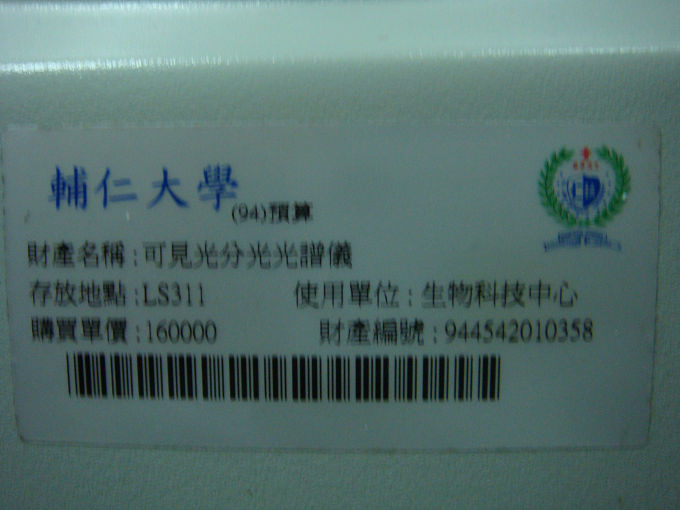 輔仁大學
(94)預算
財產名稱:可見光分光光譜儀
存放地點:LS311 使用單位:生物科技中心
購買單價:160000 財產編號:944542010358